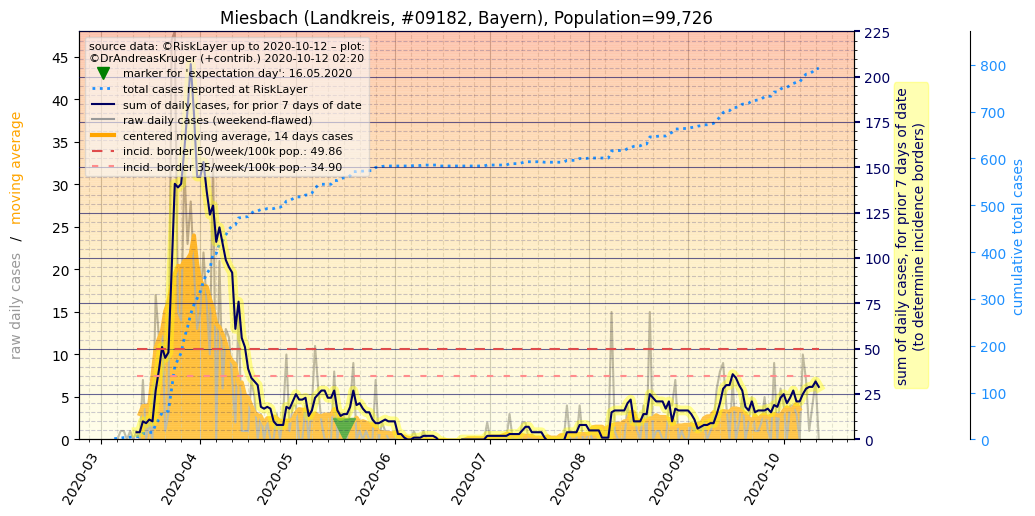 Miesbach (Landkreis, #09182, Bayern), Population=99,726
source data: ©RiskLayer up to 2020-10-12 – plot:
©DrAndreasKruger (+contrib.) 2020-10-12 02:20
marker for 'expectation day': 16.05.2020
total cases reported at RiskLayer
sum of daily cases, for prior 7 days of date
raw daily cases (weekend-flawed)
centered moving average, 14 days cases
incid. border 50/week/100k pop.: 49.86
incid. border 35/week/100k pop.: 34.90
raw daily cases / moving average
45
40
35
30
25
20
15
10
5
0
2020-03
2020-04
2020-05
2020-06
2020-07
2020-08
2020-09
2020-10
225
200
175
150
125
100
75
50
25
0
sum of daily cases, for prior 7 days of date
(to determine incidence borders)
800
700
600
500
400
300
200
100
0
cumulative total cases